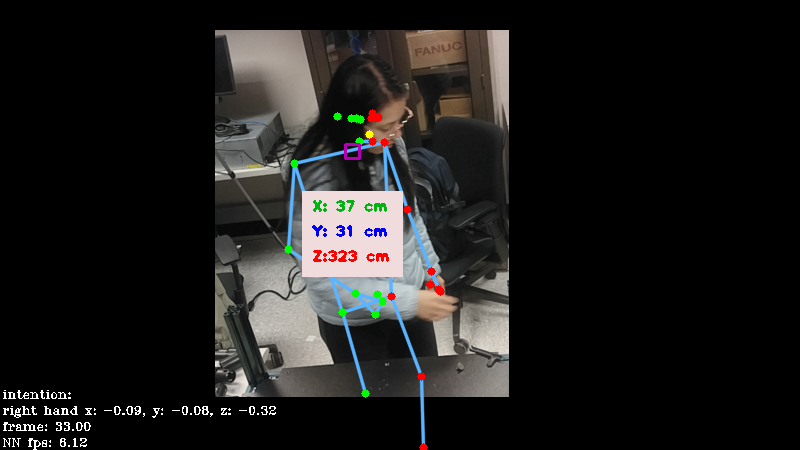 FANUC
X: 37 cm
Y: 31 cm
Z:323 cm
intention:
right hand x: -0.09, y: -0.08, z: -0.32
frame: 33.00
NN fps: 6.12